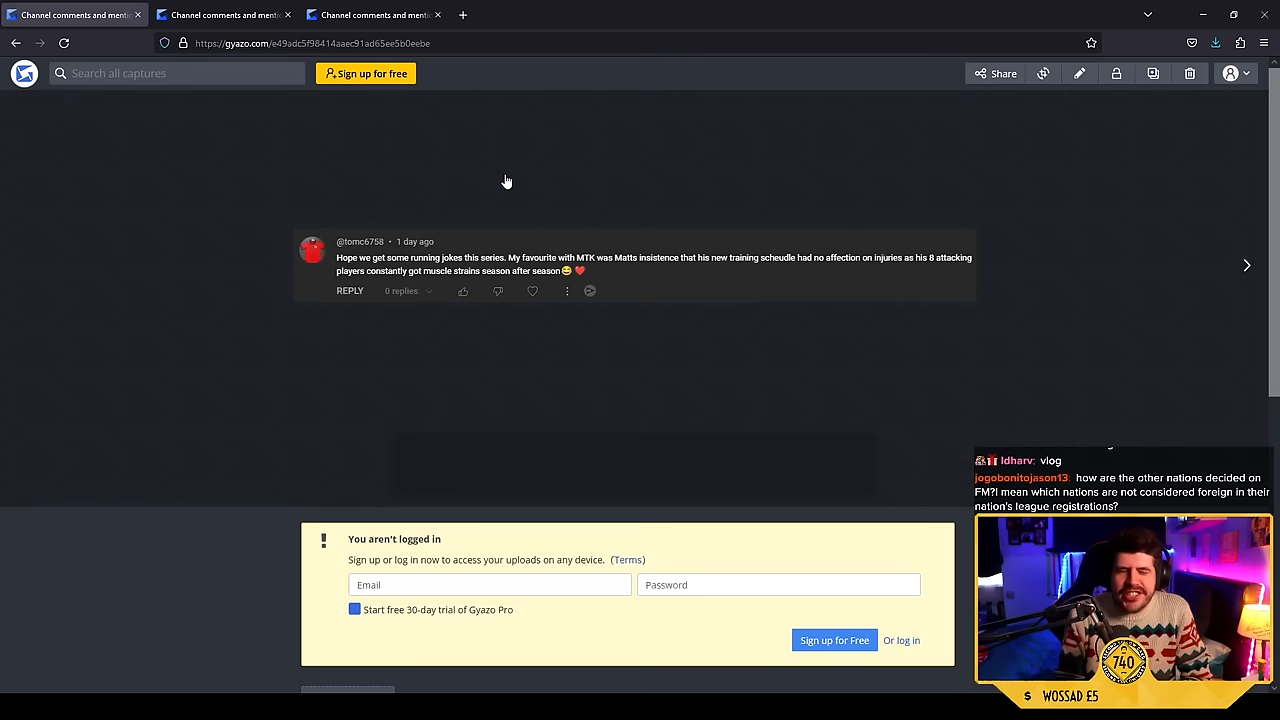 Channel comments and menti
Channel comments and mentic
Channel comments and mentic
https://gyazo.com/e49adc5f98414aaec91ad65ee5b0eebe
Search all captures
Sign up for free
Share
@tomc6758 • 1 day ago
Hope we get some running jokes this series. My favourite with MTK was Matts insistence that his new training scheudle had no affection on injuries as his 8 attacking
players constantly got muscle strains season after season😂 ❤️
REPLY
0 replies
ldharv: vlog
jogobonitojason13: how are the other nations decided on
FM?I mean which nations are not considered foreign in their
nation's league registrations?
You aren't logged in
Sign up or log in now to access your uploads on any device. (Terms)
Email
Password
Start free 30-day trial of Gyazo Pro
Sign up for Free
Or log in
740
$ WOSSAD £5